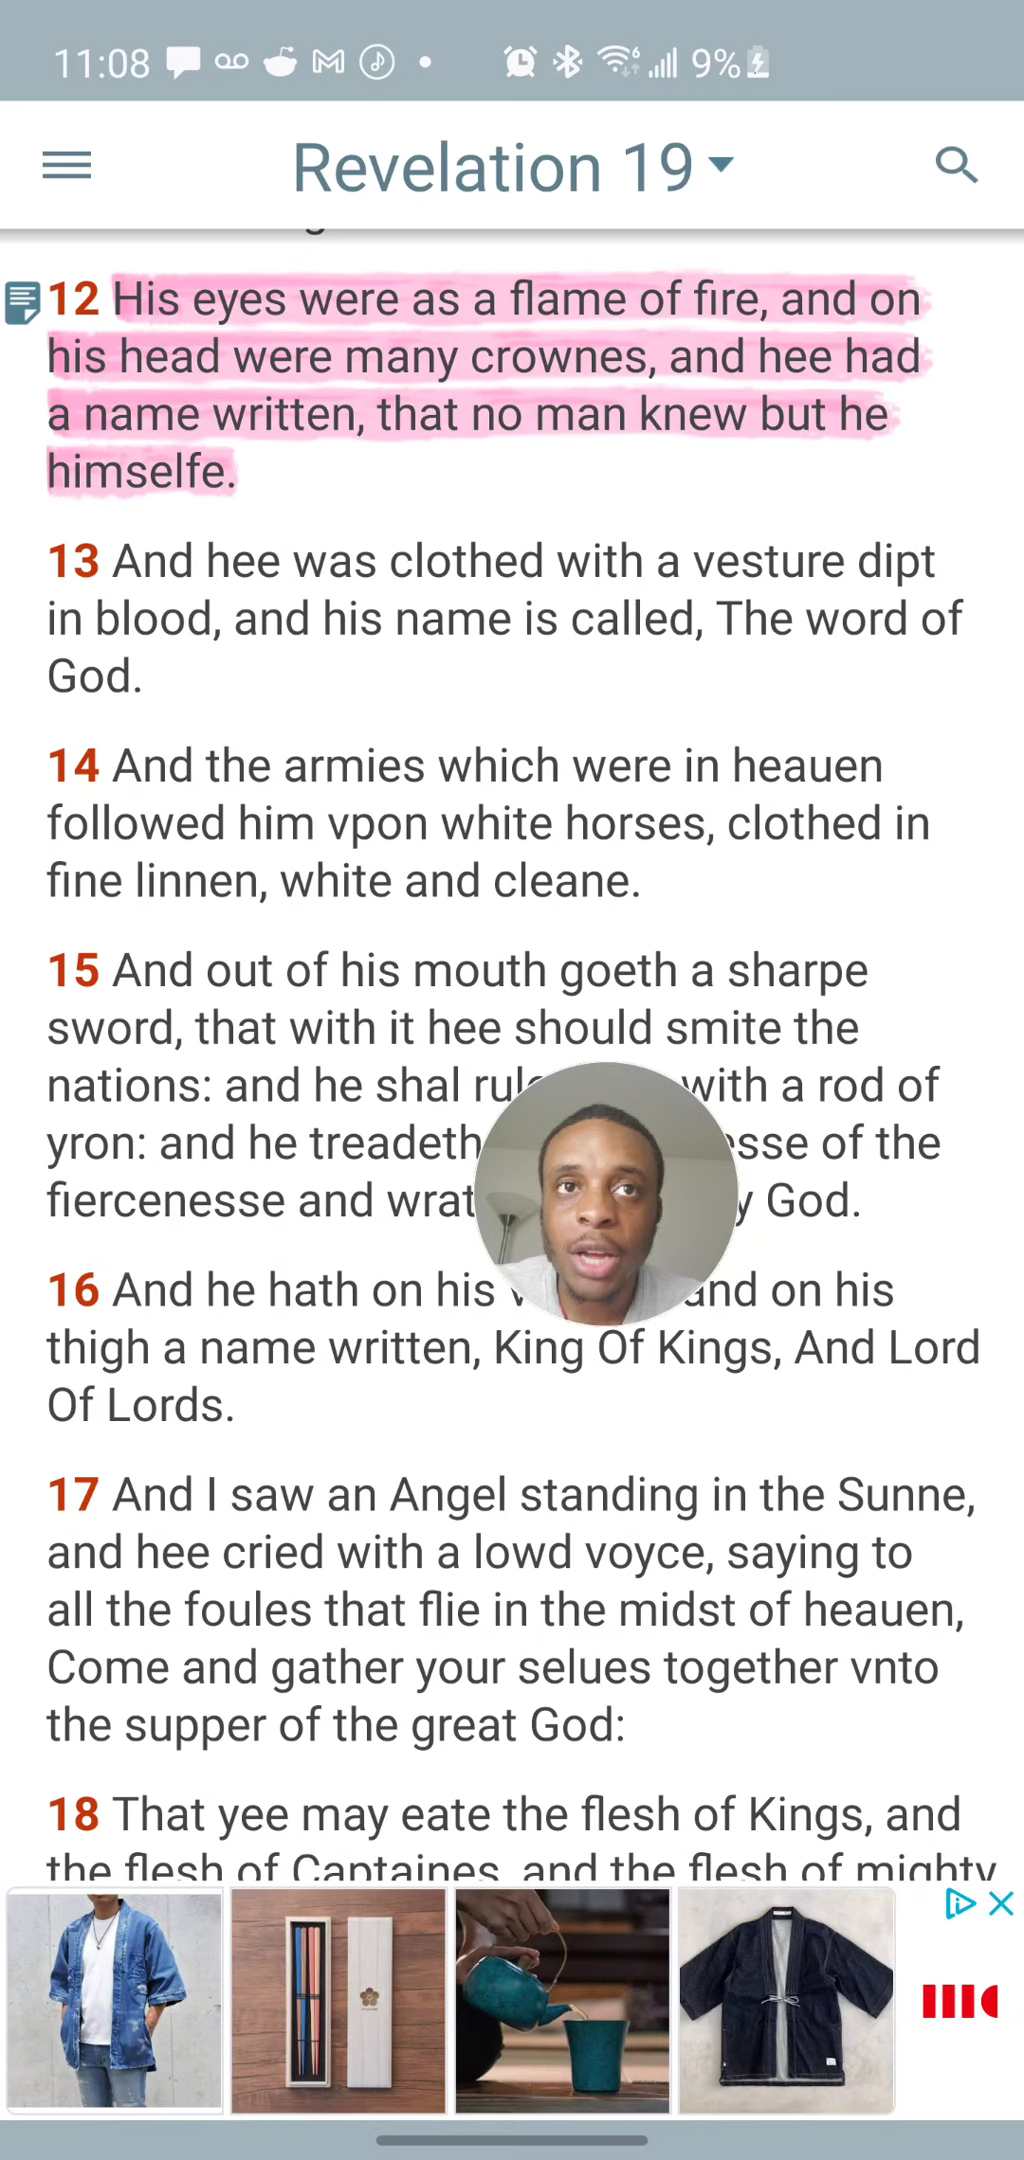 11:08 9%
Revelation 19
12 His eyes were as a flame of fire, and on
his head were many crownes, and hee had
a name written, that no man knew but he
himselfe.
13 And hee was clothed with a vesture dipt
in blood, and his name is called, The word of
God.
14 And the armies which were in heauen
followed him vpon white horses, clothed in
fine linnen, white and cleane.
15 And out of his mouth goeth a sharpe
sword, that with it hee should smite the
nations: and he shal with a rod of
yron: and he treadeth of the
fiercenesse and God.
16 And he hath on his and on his
thigh a name written, King Of Kings, And Lord
Of Lords.
17 And I saw an Angel standing in the Sunne,
and hee cried with a lowd voyce, saying to
all the foules that flie in the midst of heauen,
Come and gather your selues together vnto
the supper of the great God:
18 That yee may eate the flesh of Kings, and
the flesh of Captaines, and the flesh of mighty